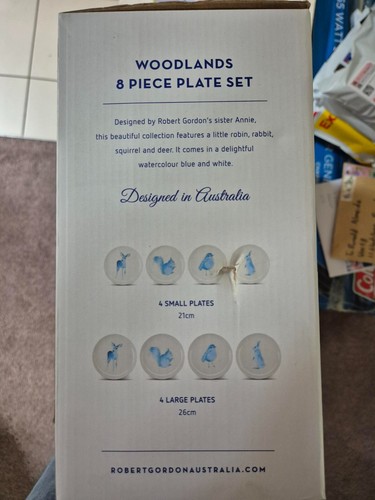 WOODLANDS
8 PIECE PLATE SET
Designed by Robert Gordon's sister Annie,
this beautiful collection features a little robin, rabbit,
squirrel and deer. It comes in a delightful
watercolour blue and white.
Designed in Australia
4 SMALL PLATES
21cm
4 LARGE PLATES
26cm
ROBERTGORDONAUSTRALIA.COM